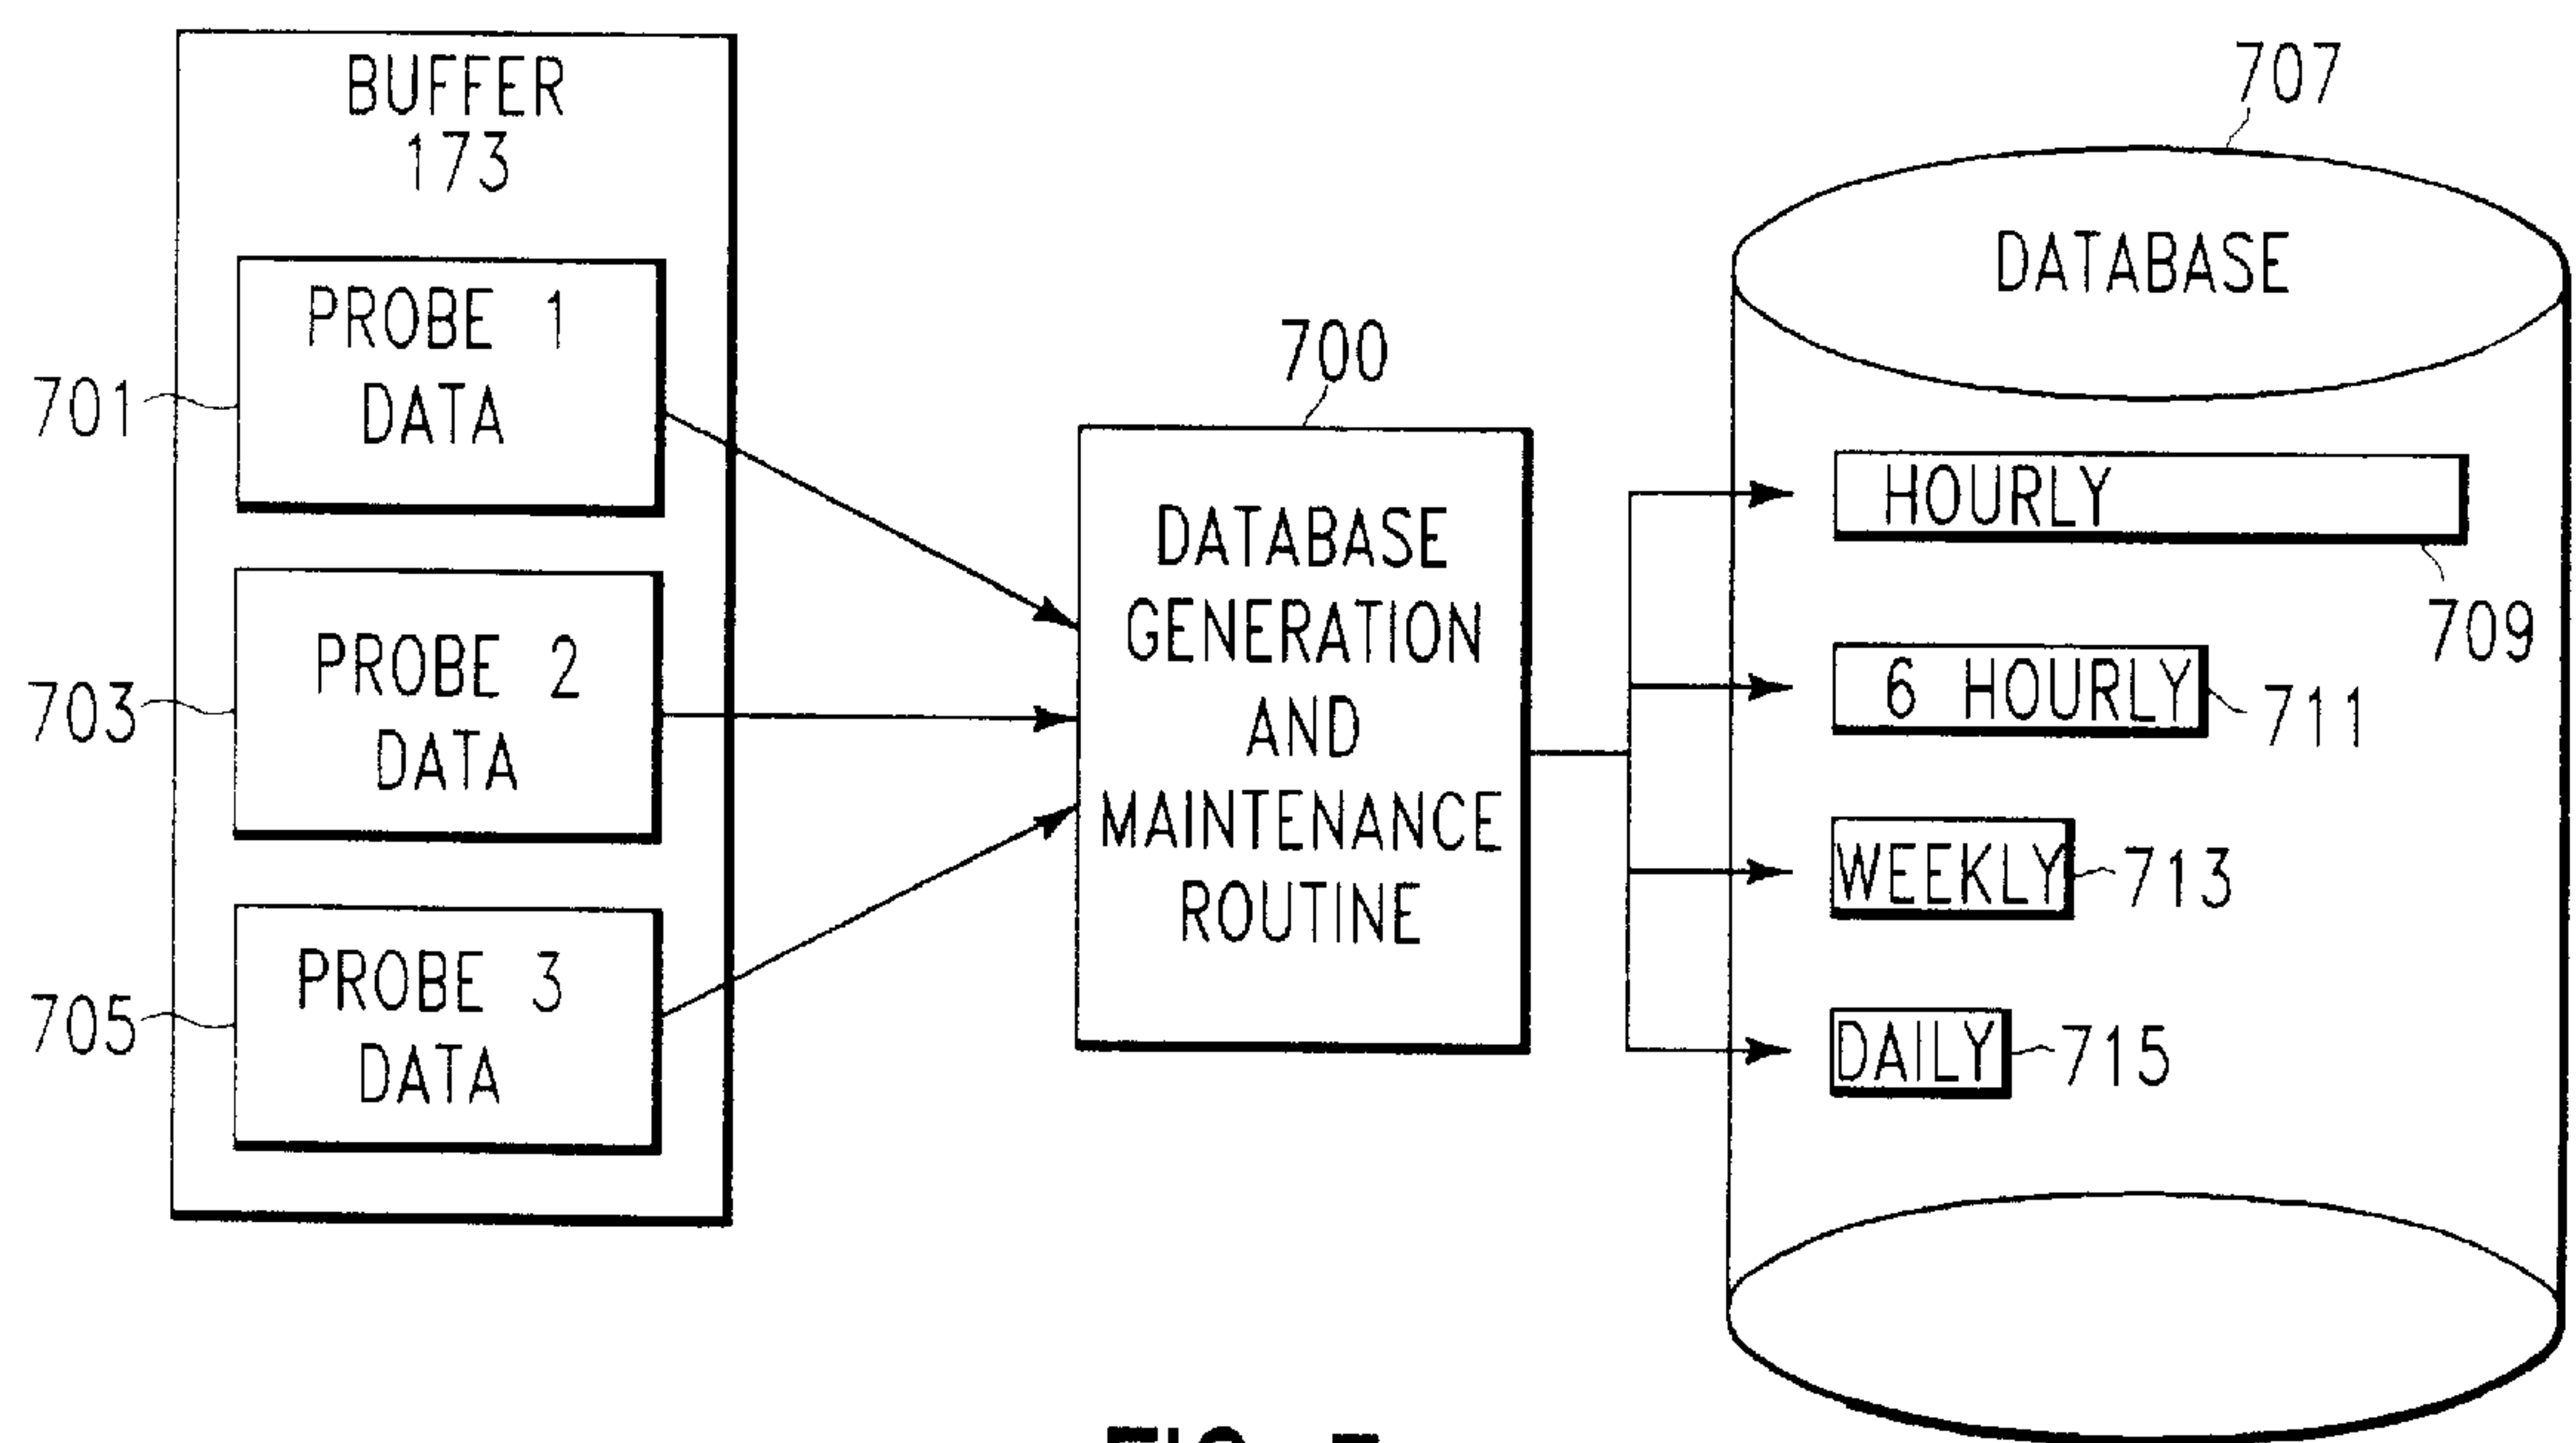 BUFFER
173
PROBE 1
DATA
701
PROBE 2
DATA
703
PROBE 3
DATA
705
700
DATABASE
GENERATION
AND
MAINTENANCE
ROUTINE
707
DATABASE
HOURLY
709
6 HOURLY
711
WEEKLY
713
DAILY
715